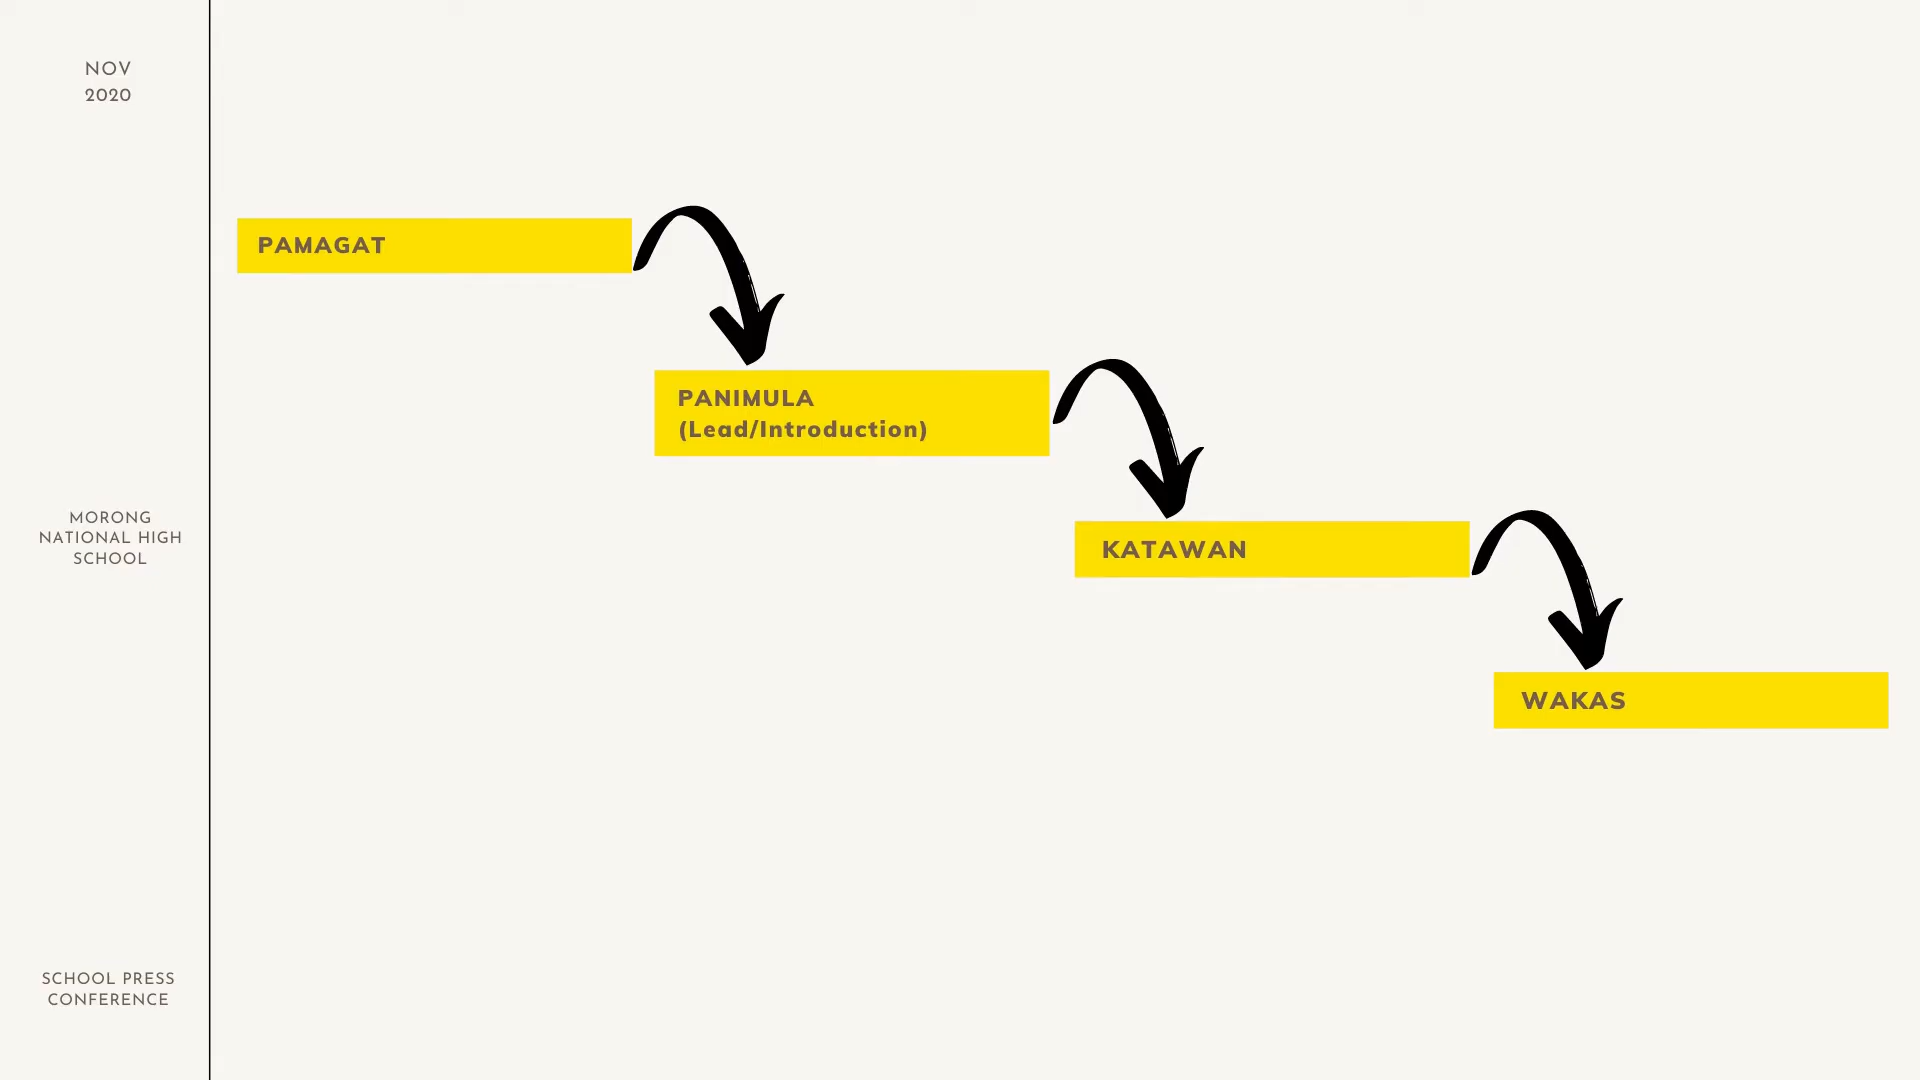 NOV
2020
MORONG
NATIONAL HIGH
SCHOOL
SCHOOL PRESS
CONFERENCE
PAMAGAT
PANIMULA
(Lead/Introduction)
KATAWAN
WAKAS